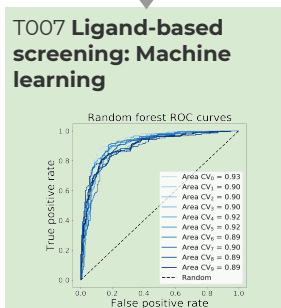 T007 Ligand-based
screening: Machine
learning
Random forest ROC curves
True positive rate
1.0
0.8
0.6
0.4
0.2
0.0
Area CV₀ = 0.93
Area CV₁ = 0.90
Area CV₂ = 0.90
Area CV₃ = 0.90
Area CV₄ = 0.92
Area CV₅ = 0.92
Area CV₆ = 0.89
Area CV₇ = 0.90
Area CV₈ = 0.89
Area CV₉ = 0.89
Random
0.0 0.2 0.4 0.6 0.8 1.0
False positive rate